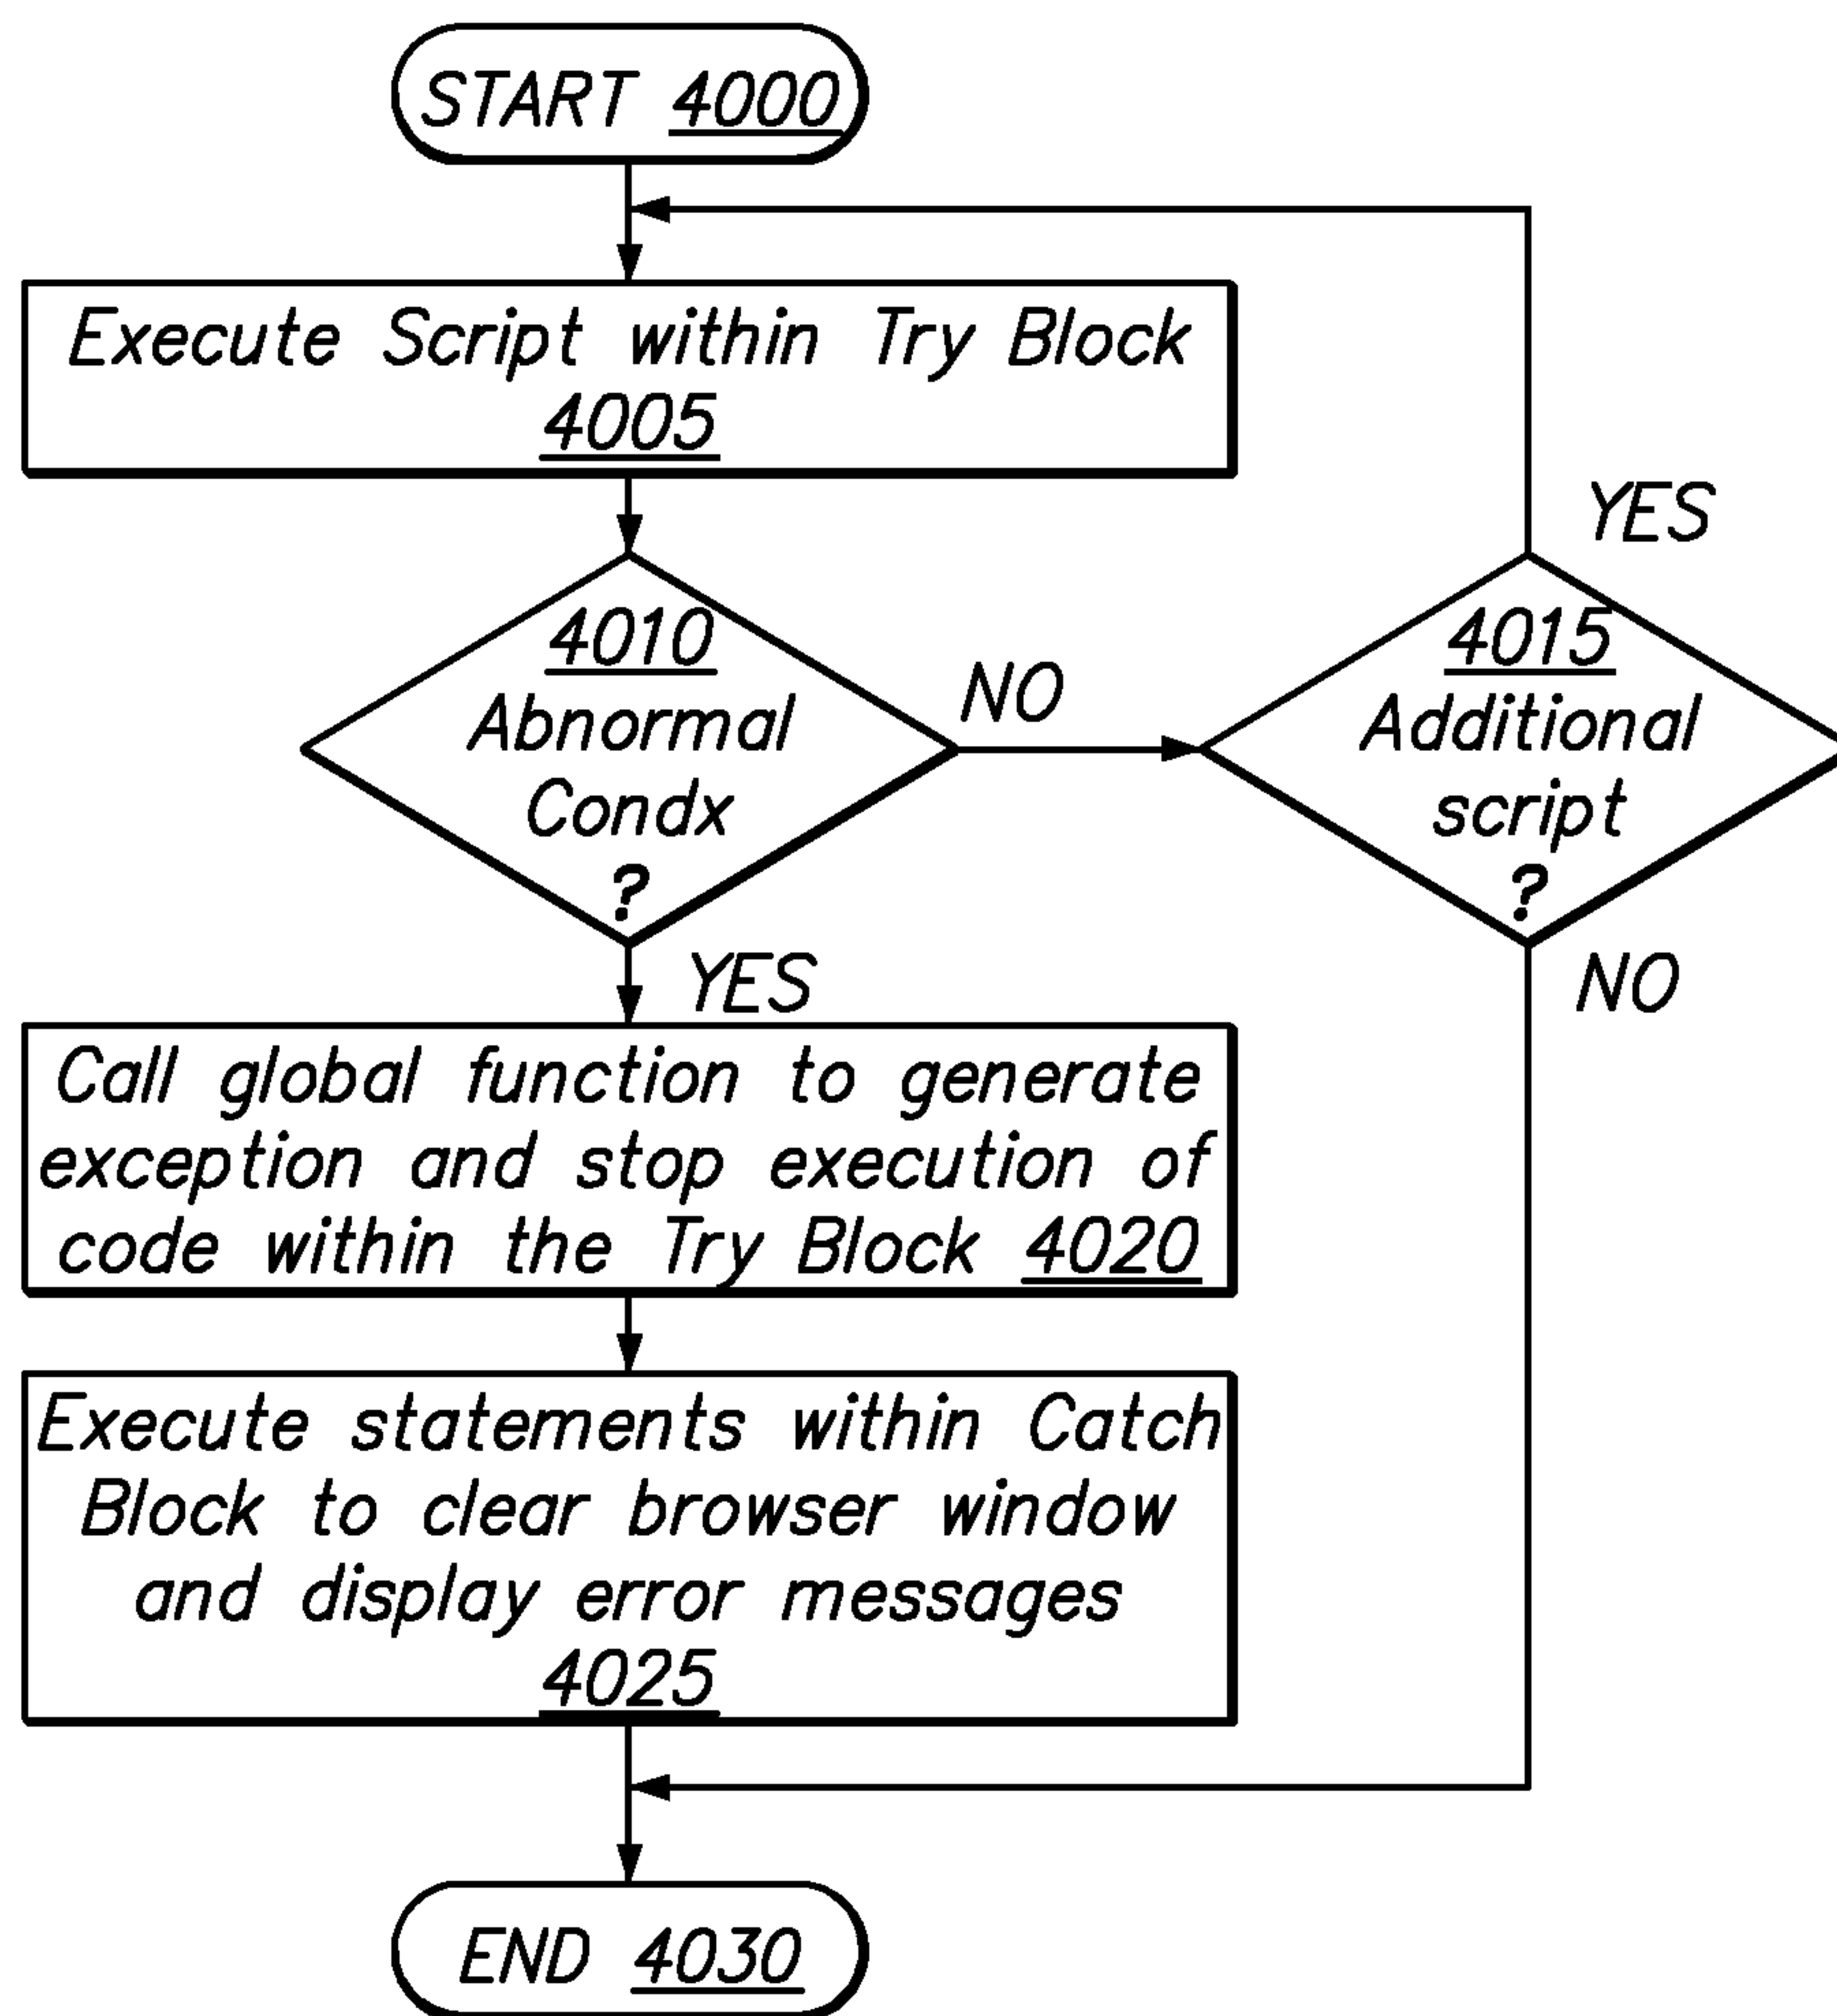 START 4000
Execute Script within Try Block
4005
YES
4010
Abnormal
Condx
?
NO
4015
Additional
script
?
YES
NO
Call global function to generate
exception and stop execution of
code within the Try Block 4020
Execute statements within Catch
Block to clear browser window
and display error messages
4025
END 4030